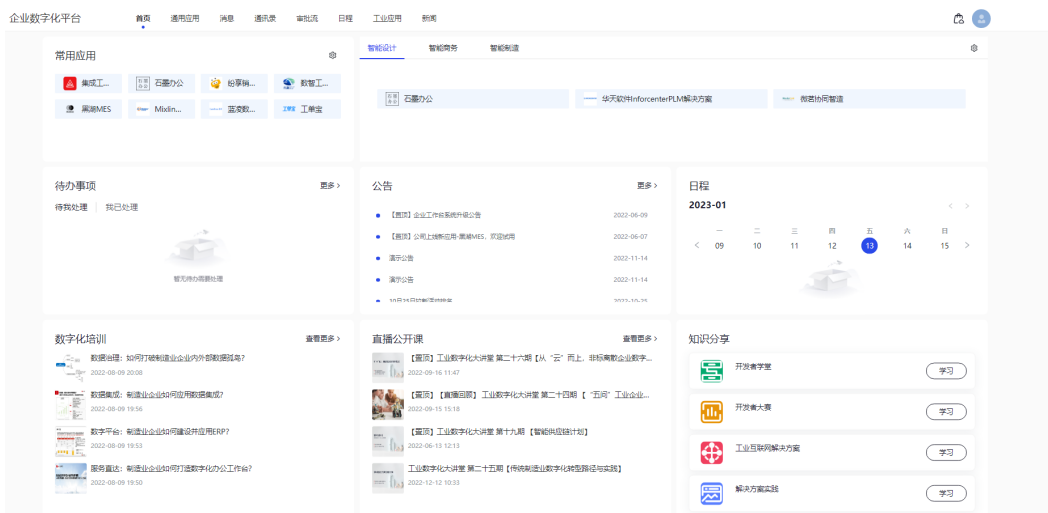 企业数字化平台 首页 通用应用 消息 通讯录 审批流 日程 工业应用 新闻
常用应用
集成工... 石墨办公 纷享销... 数智工...
黑湖MES Mixlin... 蓝凌数... 工单宝
智能设计 智能商务 智能制造
石墨办公 华天软件InforcenterPLM解决方案 微茗协同智造
待办事项 更多
待我处理 我已处理
暂无待办需要处理
公告 更多
【置顶】企业工作台系统升级公告 2022-06-09
【置顶】公司上线新应用-黑湖MES，欢迎试用 2022-06-07
演示公告 2022-11-14
演示公告 2022-11-14
日程
2023-01
一 二 三 四 五 六 日
09 10 11 12 13 14 15
数字化培训 查看更多
数据治理：如何打破制造业企业内外部数据孤岛？
2022-08-09 20:08
数据集成：制造业企业如何应用数据集成？
2022-08-09 19:56
数字平台：制造业企业如何建设并应用ERP？
2022-08-09 19:53
服务直达：制造业企业如何打造数字化办公工作台？
2022-08-09 19:50
直播公开课 查看更多
【置顶】工业数字化大讲堂 第二十六期【从“云”而上，非标离散企业数字...
2022-09-16 11:47
【置顶】【直播回顾】 工业数字化大讲堂 第二十四期 【“五问”工业企业...
2022-09-15 15:18
【置顶】工业数字化大讲堂 第十九期 【智能供应链计划】
2022-06-13 12:13
工业数字化大讲堂 第二十五期【传统制造业数字化转型路径与实践】
2022-12-12 10:33
知识分享
开发者学堂 学习
开发者大赛 学习
工业互联网解决方案 学习
解决方案实践 学习